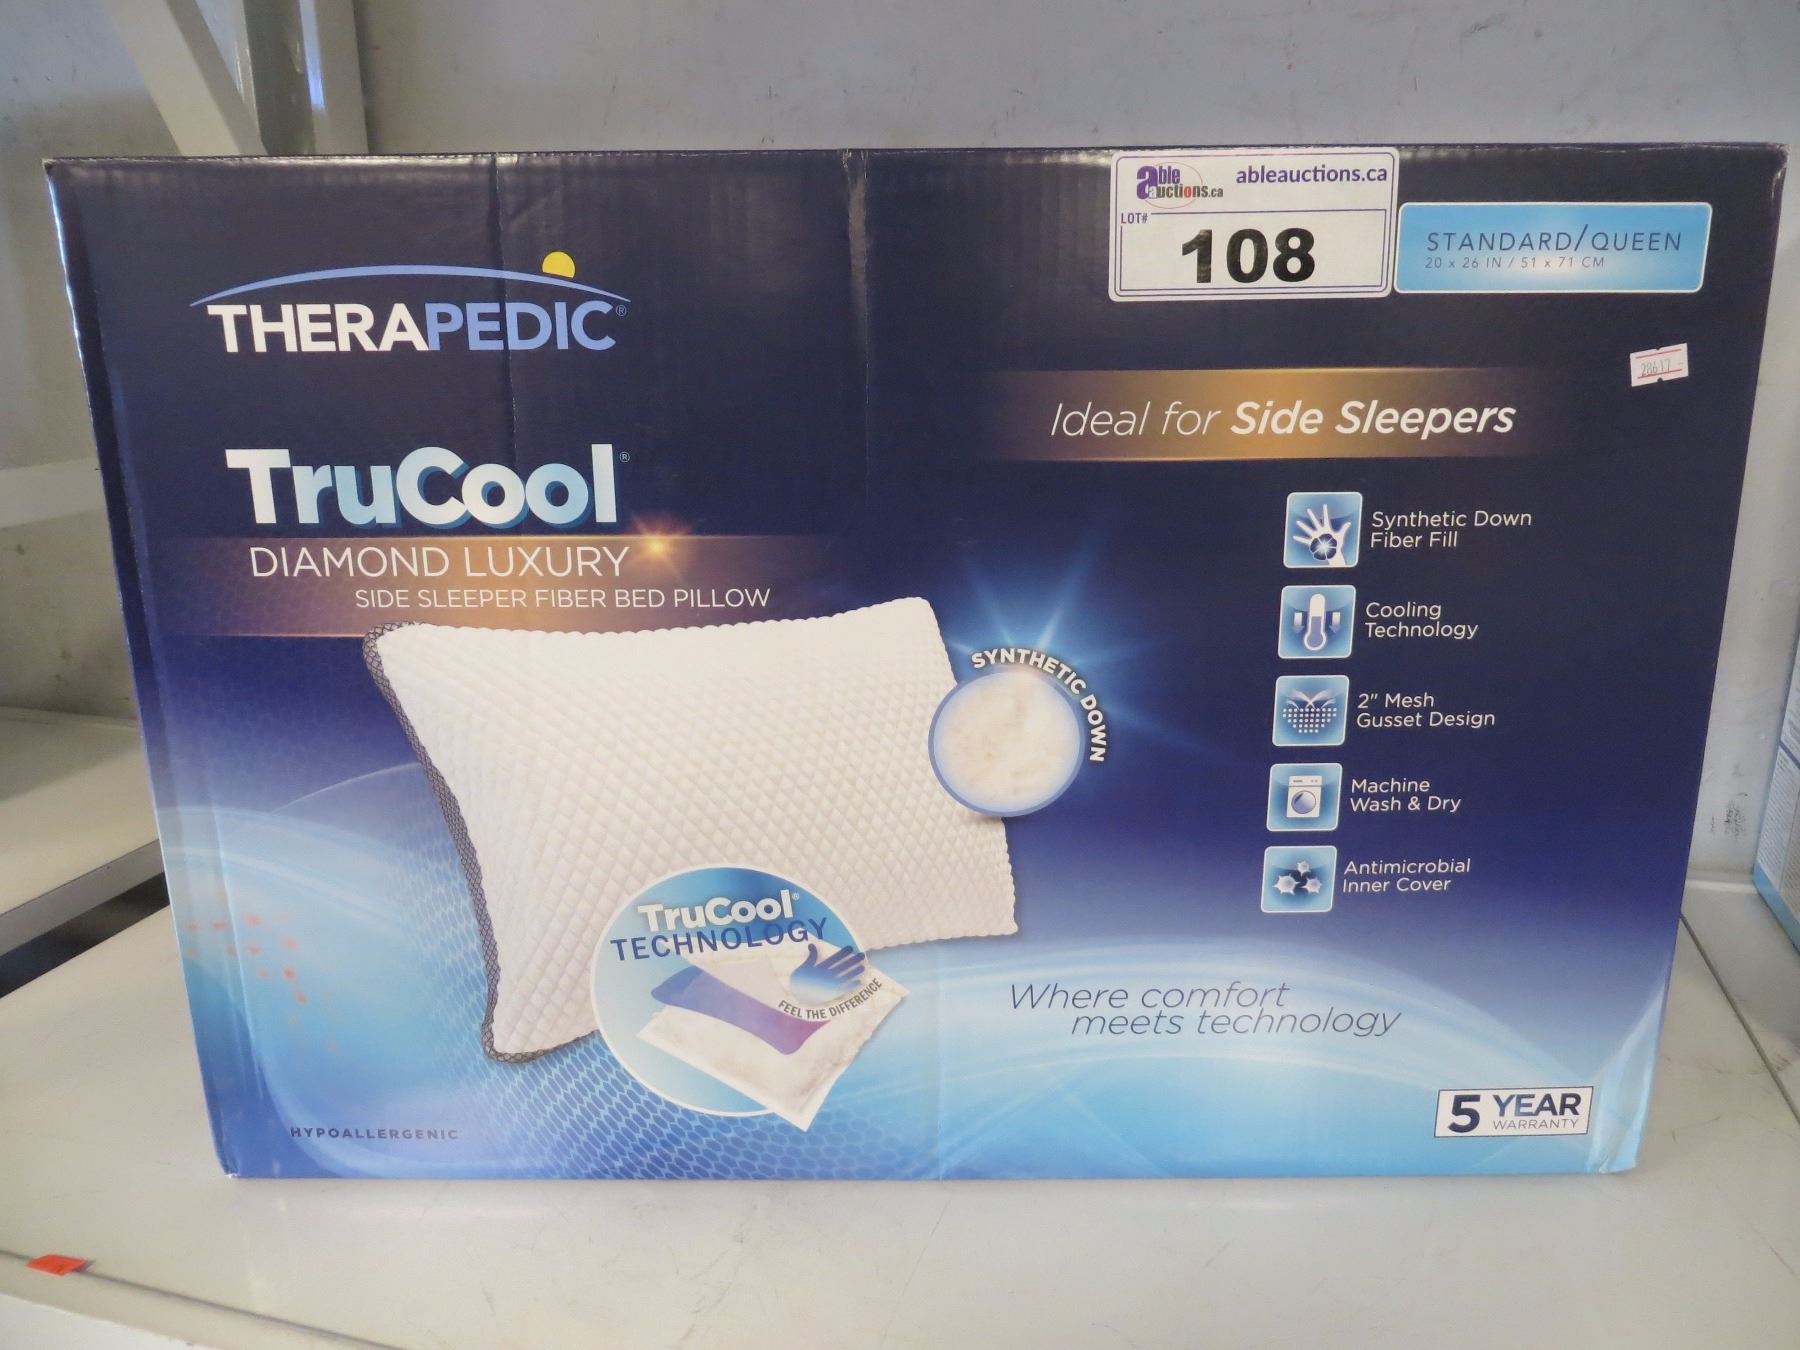 able
auctions.ca
ableauctions.ca
LOT#
108
STANDARD/QUEEN
20 x 26 IN / 51 x 71 CM
THERAPEDIC®
28617
Ideal for Side Sleepers
TruCool®
DIAMOND LUXURY
SIDE SLEEPER FIBER BED PILLOW
Synthetic Down
Fiber Fill
Cooling
Technology
SYNTHETIC DOWN
2" Mesh
Gusset Design
Machine
Wash & Dry
Antimicrobial
Inner Cover
TruCool®
TECHNOLOGY
FEEL THE DIFFERENCE
Where comfort
meets technology
5 YEAR
WARRANTY
HYPOALLERGENIC